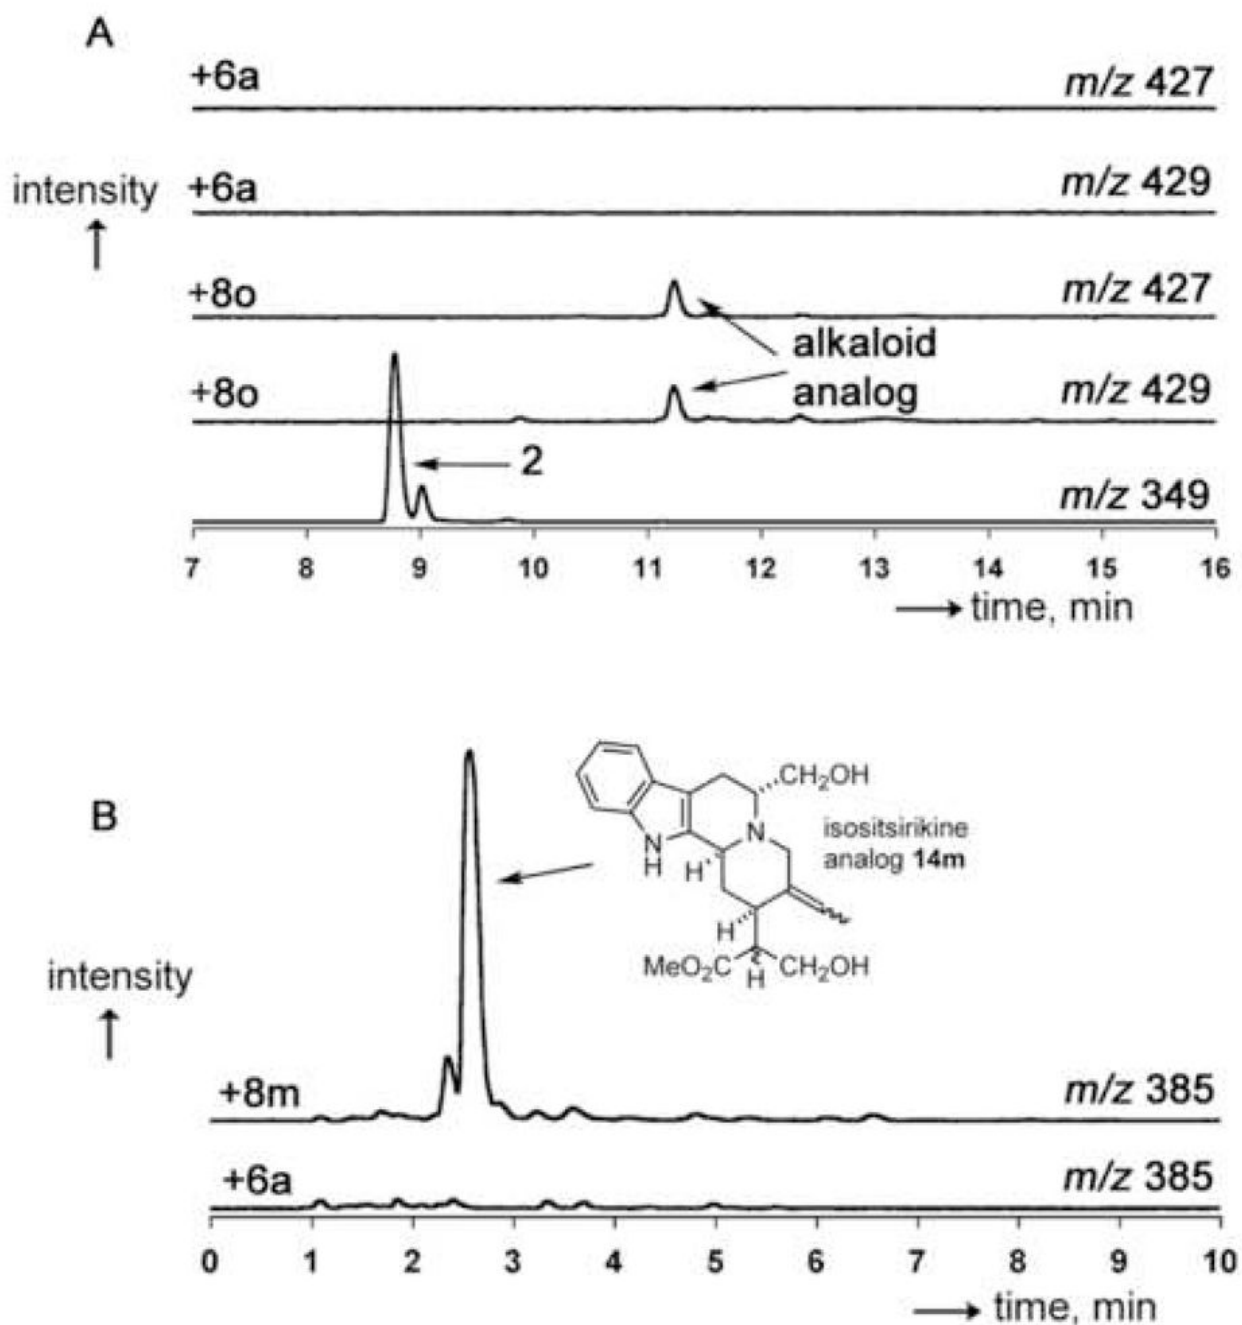 A
+6a m/z 427
intensity +6a m/z 429
+8o m/z 427
alkaloid
analog
+8o m/z 429
2
m/z 349
7 8 9 10 11 12 13 14 15 16
time, min
B
CH₂OH
N
isositsirikine
analog 14m
N
H
H
H
MeO₂C H CH₂OH
intensity
+8m m/z 385
+6a m/z 385
0 1 2 3 4 5 6 7 8 9 10
time, min